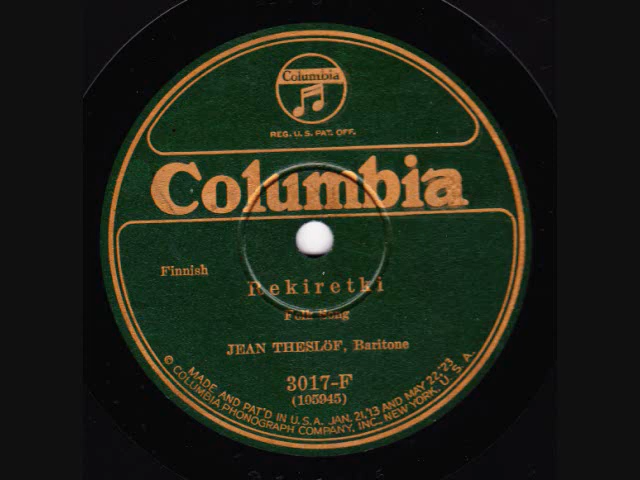 Columbia
REG. U.S. PAT. OFF.
Columbia
Finnish
Rekiretki
Folk Song
JEAN THESLÖF, Baritone
3017-F
(105945)
MADE AND PAT'D IN U.S.A. JAN. 21,'13 AND MAY 22,'23
© COLUMBIA PHONOGRAPH COMPANY, INC., NEW YORK, U.S.A.